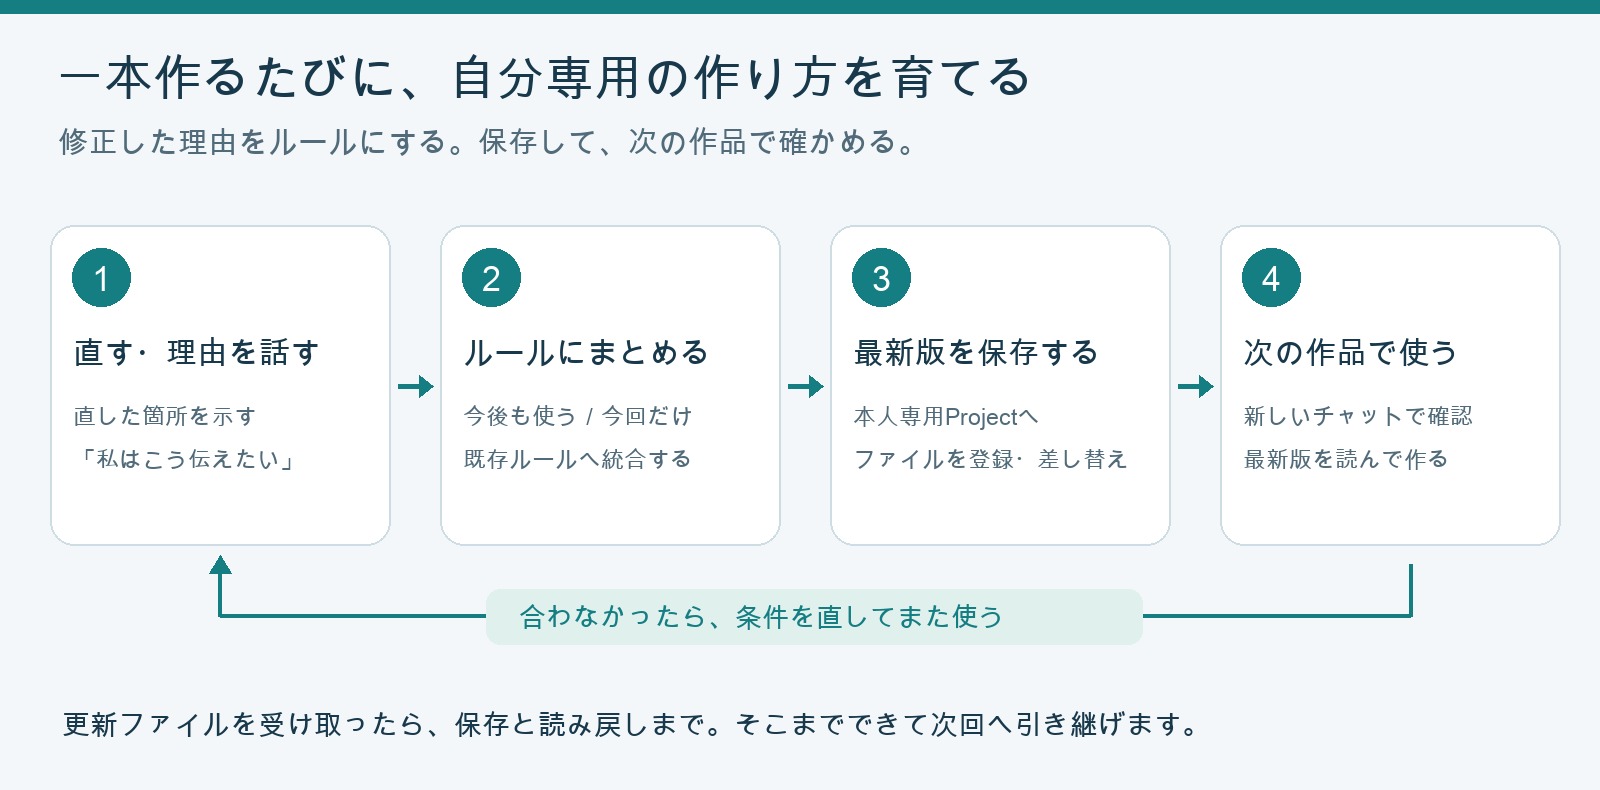 一本作るたびに、自分専用の作り方を育てる
修正した理由をルールにする。保存して、次の作品で確かめる。
1
直す・理由を話す
直した箇所を示す
「私はこう伝えたい」
2
ルールにまとめる
今後も使う / 今回だけ
既存ルールへ統合する
3
最新版を保存する
本人専用Projectへ
ファイルを登録・差し替え
4
次の作品で使う
新しいチャットで確認
最新版を読んで作る
合わなかったら、条件を直してまた使う
更新ファイルを受け取ったら、保存と読み戻しまで。そこまでできて次回へ引き継げます。